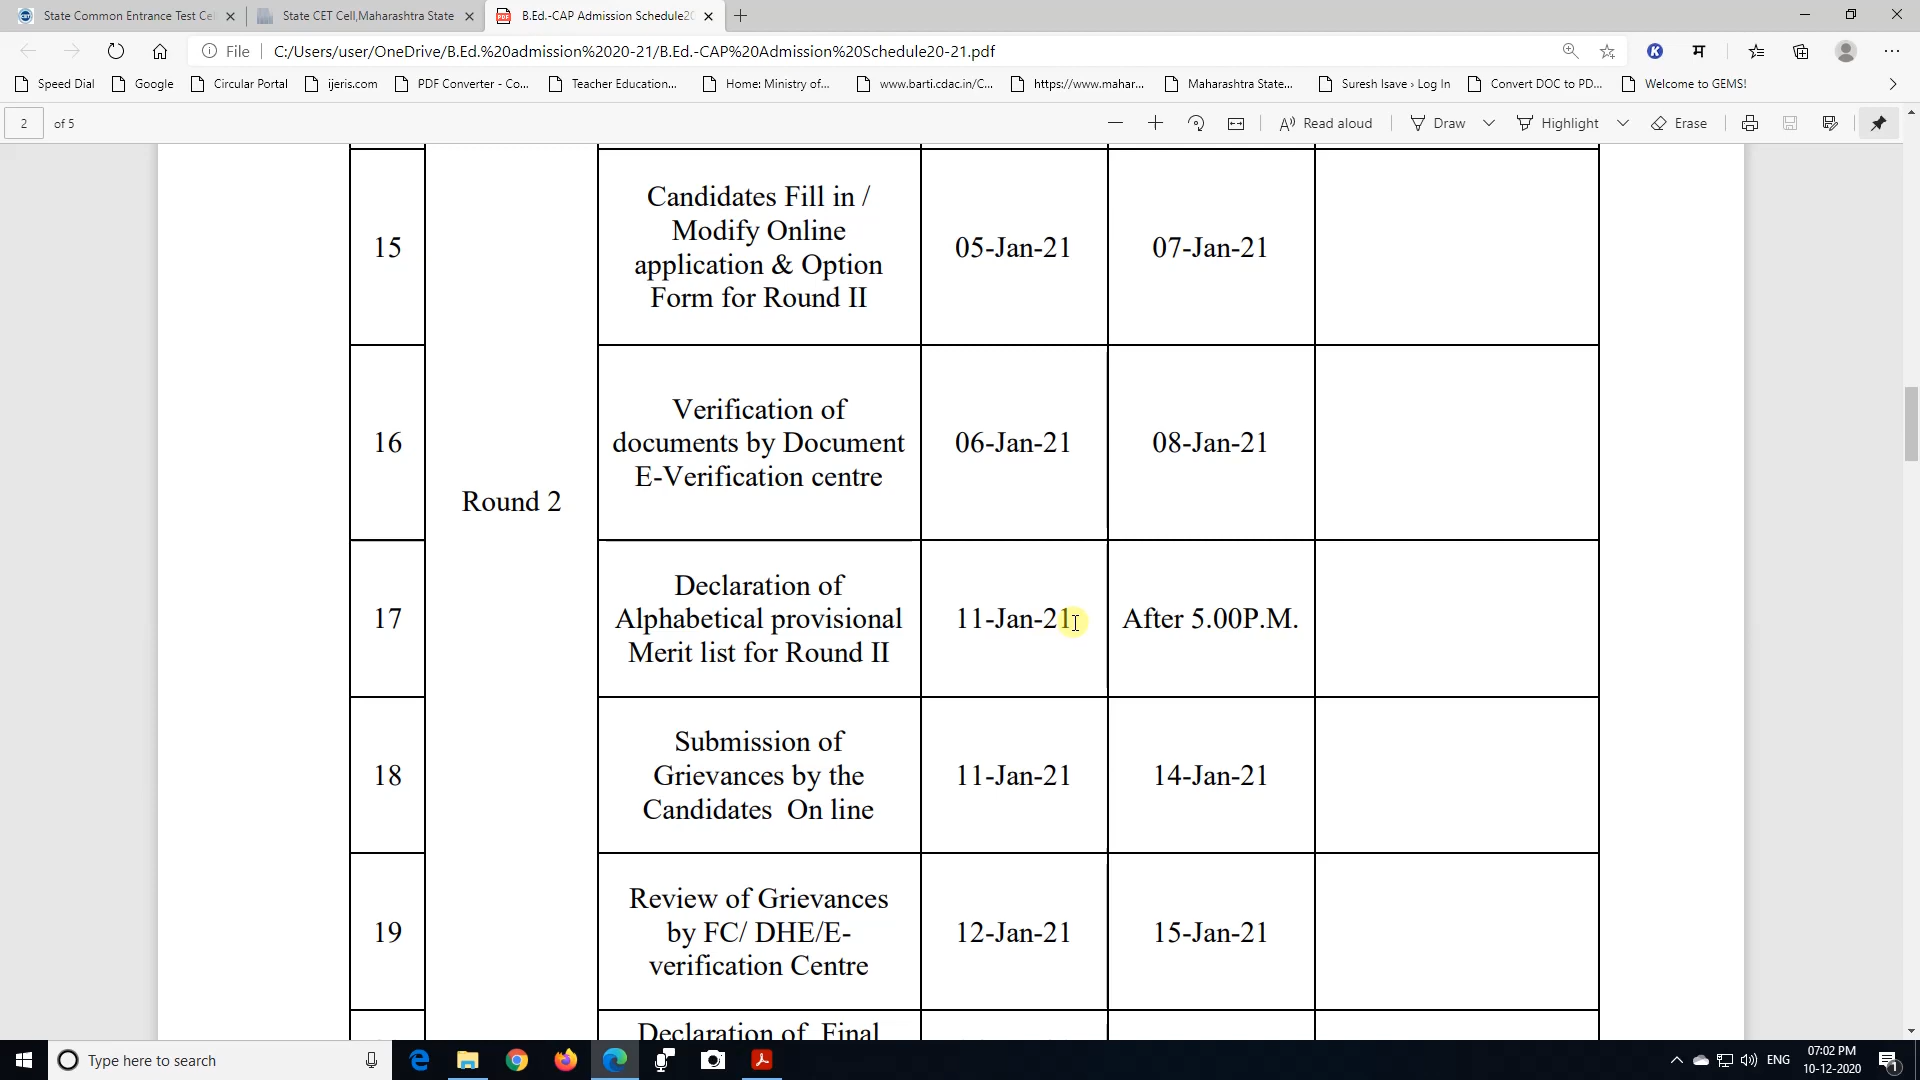 State Common Entrance Test Cel
State CET Cell,Maharashtra State
B.Ed.-CAP Admission Schedule20
File
C:/Users/user/OneDrive/B.Ed.%20admission%2020-21/B.Ed.-CAP%20Admission%20Schedule20-21.pdf
K
म
Speed Dial
Google
Circular Portal
ijeris.com
PDF Converter - Co...
Teacher Education...
Home: Ministry of...
www.barti.cdac.in/C...
https://www.mahar...
Maharashtra State...
Suresh Isave › Log In
Convert DOC to PD...
Welcome to GEMS!
2
of 5
Read aloud
Draw
Highlight
Erase
15
Candidates Fill in /
Modify Online
application & Option
Form for Round II
05-Jan-21
07-Jan-21
16
Verification of
documents by Document
E-Verification centre
06-Jan-21
08-Jan-21
Round 2
17
Declaration of
Alphabetical provisional
Merit list for Round II
11-Jan-21
After 5.00P.M.
18
Submission of
Grievances by the
Candidates  On line
11-Jan-21
14-Jan-21
19
Review of Grievances
by FC/ DHE/E-
verification Centre
12-Jan-21
15-Jan-21
Declaration of  Final
Type here to search
ENG
07:02 PM
10-12-2020
1